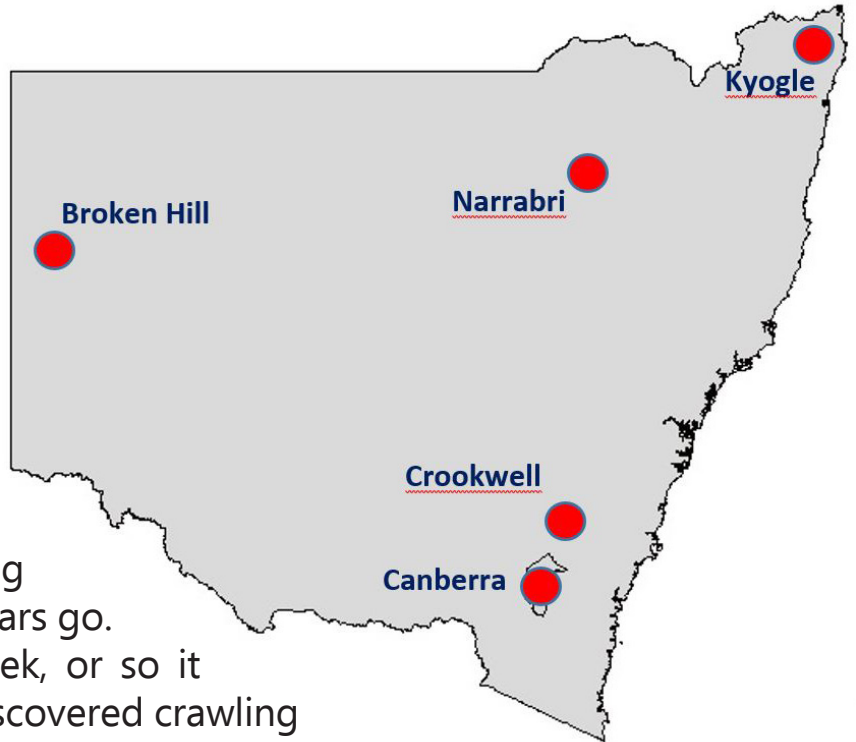 Kyogle
Narrabri
Broken Hill
Crookwell
Canberra
ars go.
ek, or so it
scovered crawling